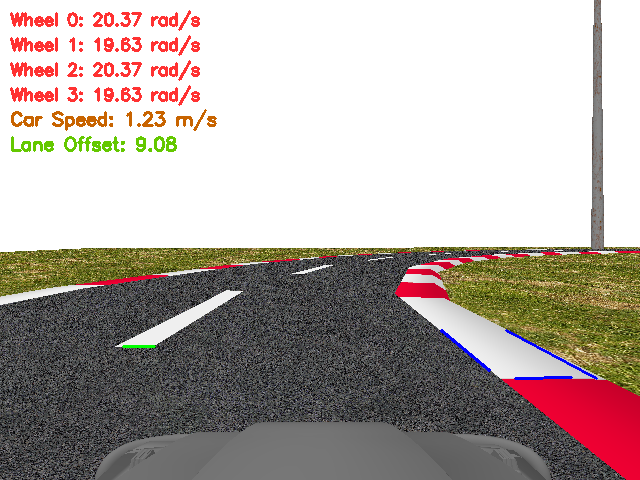 Wheel 0: 20.37 rad/s
Wheel 1: 19.63 rad/s
Wheel 2: 20.37 rad/s
Wheel 3: 19.63 rad/s
Car Speed: 1.23 m/s
Lane Offset: 9.08